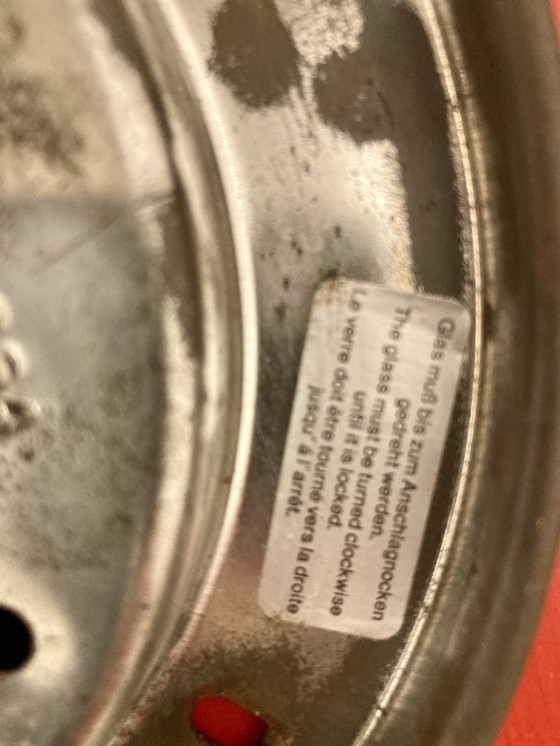 Glas muß bis zum Anschlagnocken
gedreht werden.
The glass must be turned clockwise
until it is locked.
Le verre doit être tourné vers la droite
jusqu' à l'arrêt.